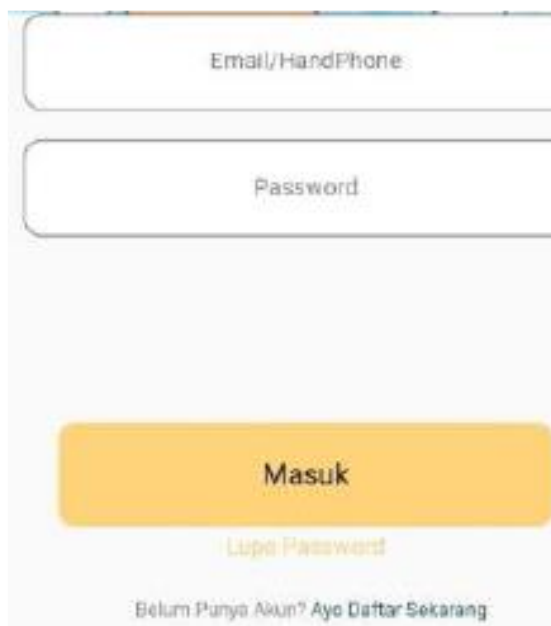 Email/HandPhone
Password
Masuk
Lupa Password
Belum Punya Akun? Ayo Daftar Sekarang